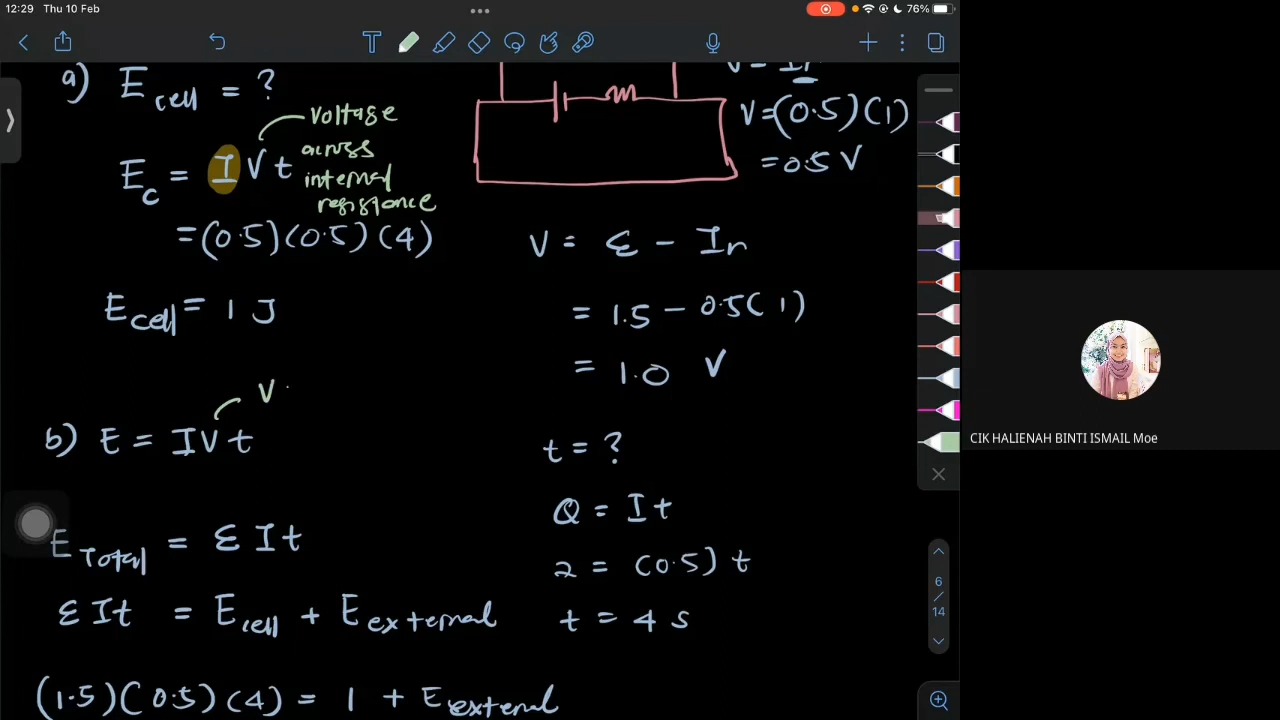 12:29 Thu 10 Feb
76%
a) E cell = ?
voltage across internal resistance
E c = I V t
= (0.5)(0.5)(4)
E cell = 1 J
V = Ir
V = (0.5)(1)
= 0.5 V
V = ε - Ir
= 1.5 - 0.5(1)
= 1.0 V
V
b) E = IVt
t = ?
Q = It
2 = (0.5) t
t = 4 s
E Total = ε I t
ε I t = E cell + E external
(1.5)(0.5)(4) = 1 + E external
6
/
14
CIK HALIENAH BINTI ISMAIL Moe